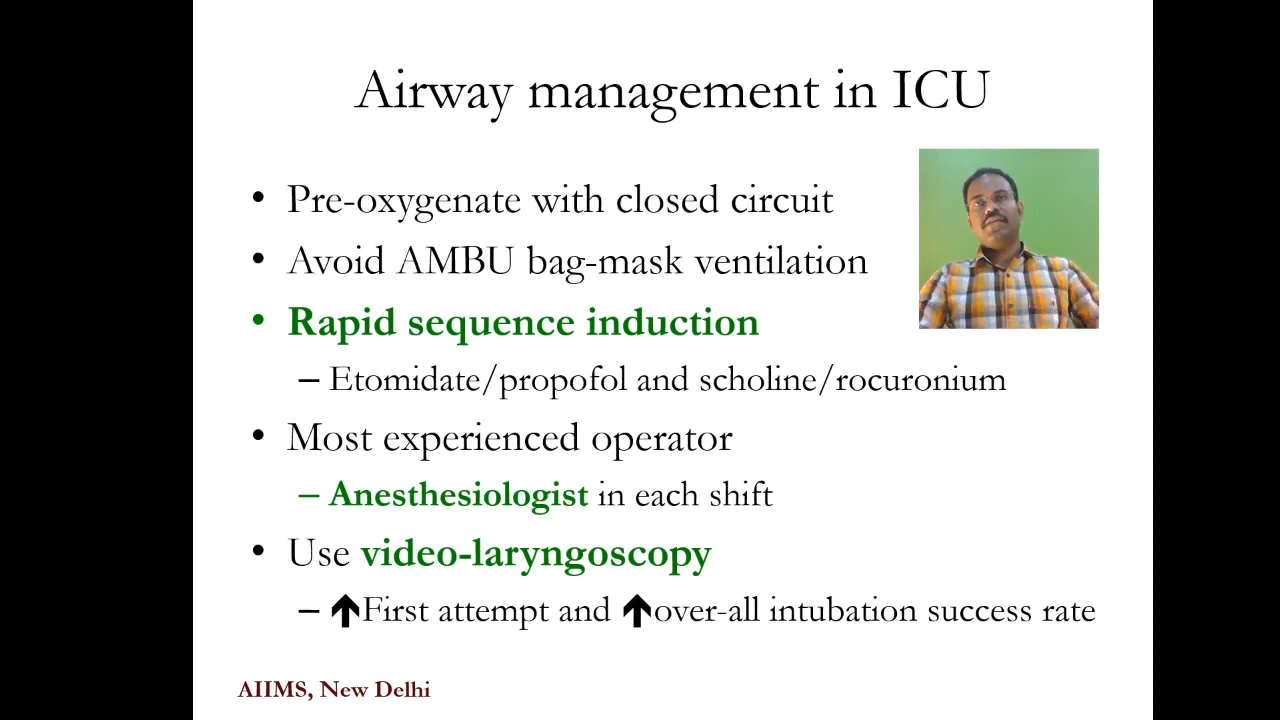 Airway management in ICU
• Pre-oxygenate with closed circuit
• Avoid AMBU bag-mask ventilation
• Rapid sequence induction
– Etomidate/propofol and scholine/rocuronium
• Most experienced operator
– Anesthesiologist in each shift
• Use video-laryngoscopy
– 🡅First attempt and 🡅over-all intubation success rate
AIIMS, New Delhi